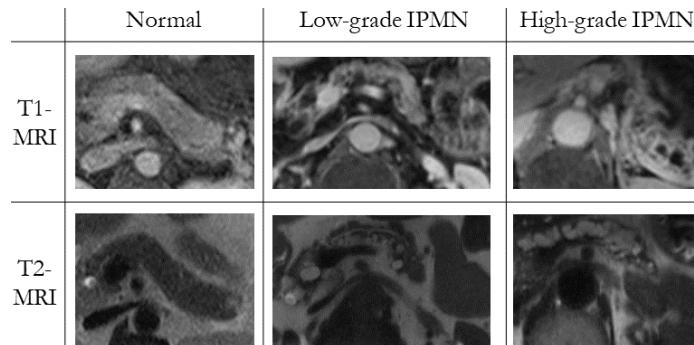 Normal
Low-grade IPMN
High-grade IPMN
T1-
MRI
T2-
MRI